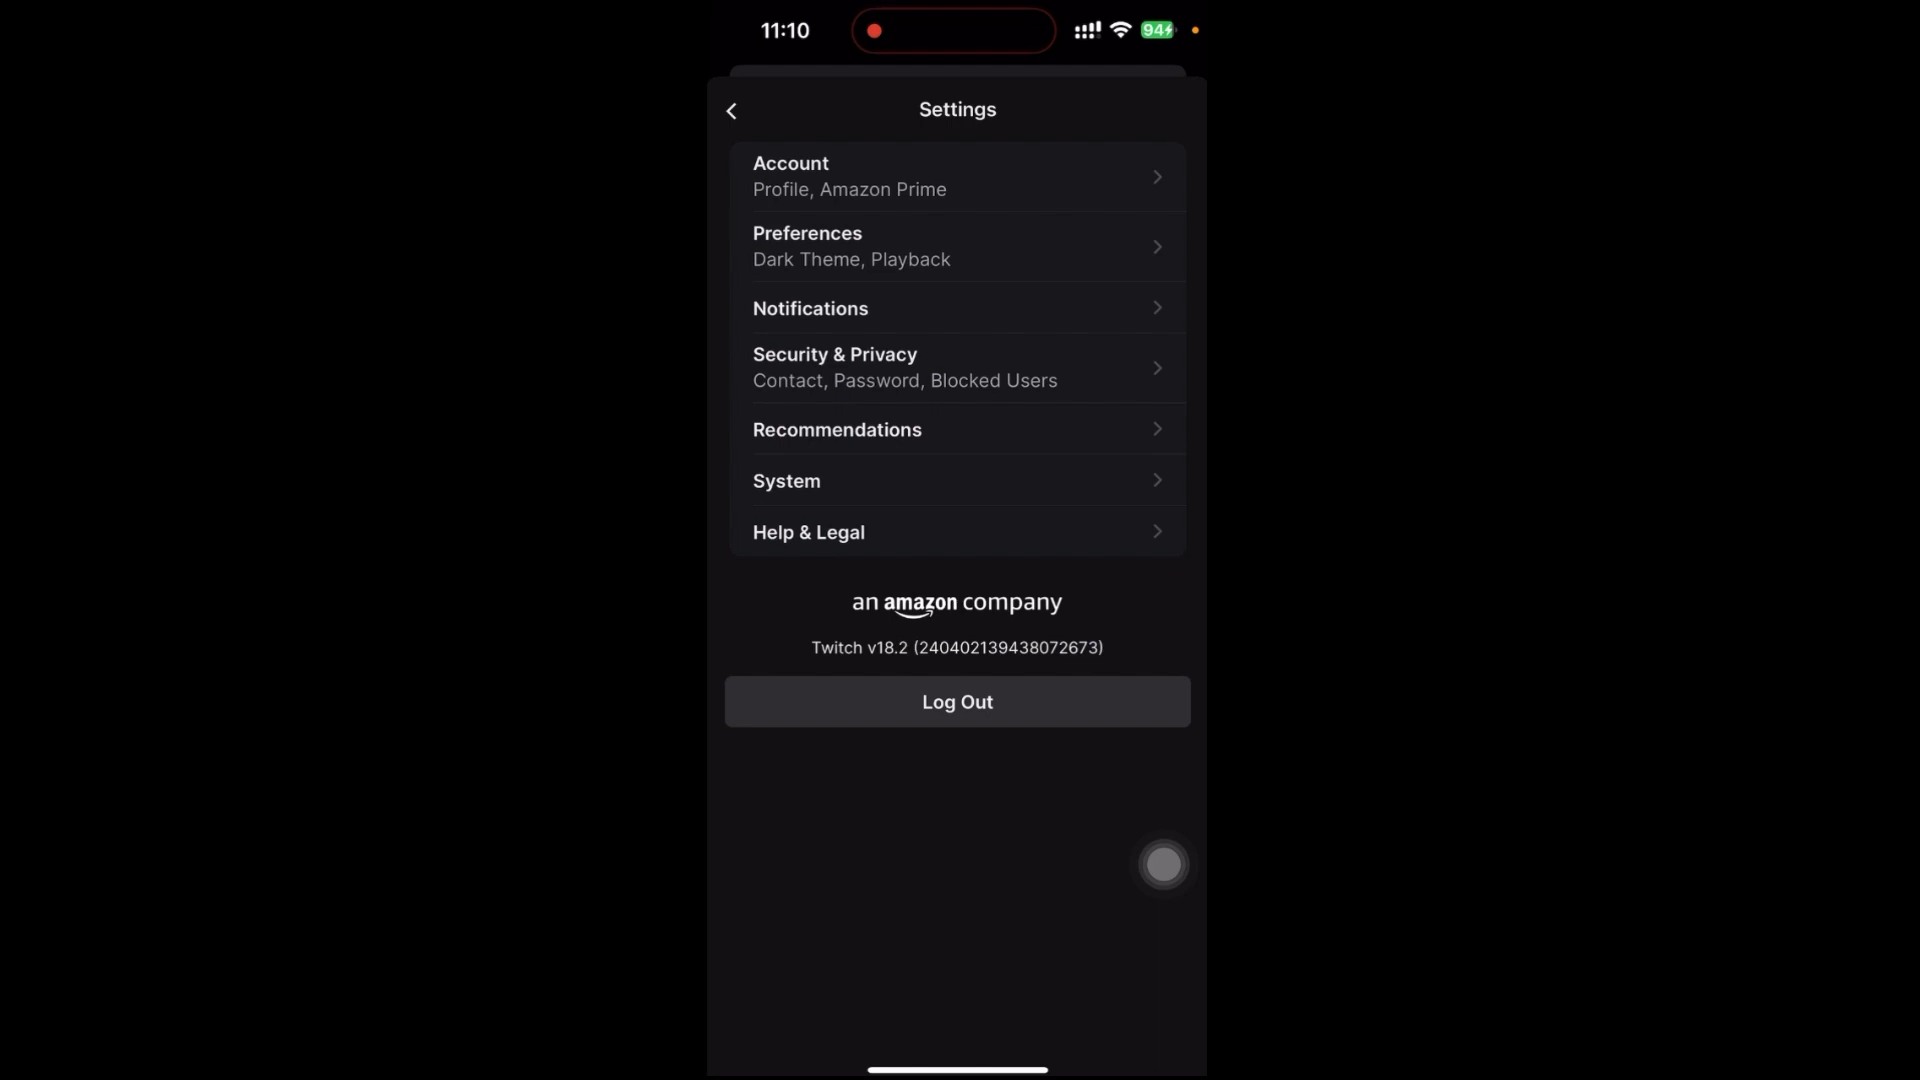 11:10
94
Settings
Account
Profile, Amazon Prime
Preferences
Dark Theme, Playback
Notifications
Security & Privacy
Contact, Password, Blocked Users
Recommendations
System
Help & Legal
an amazon company
Twitch v18.2 (240402139438072673)
Log Out